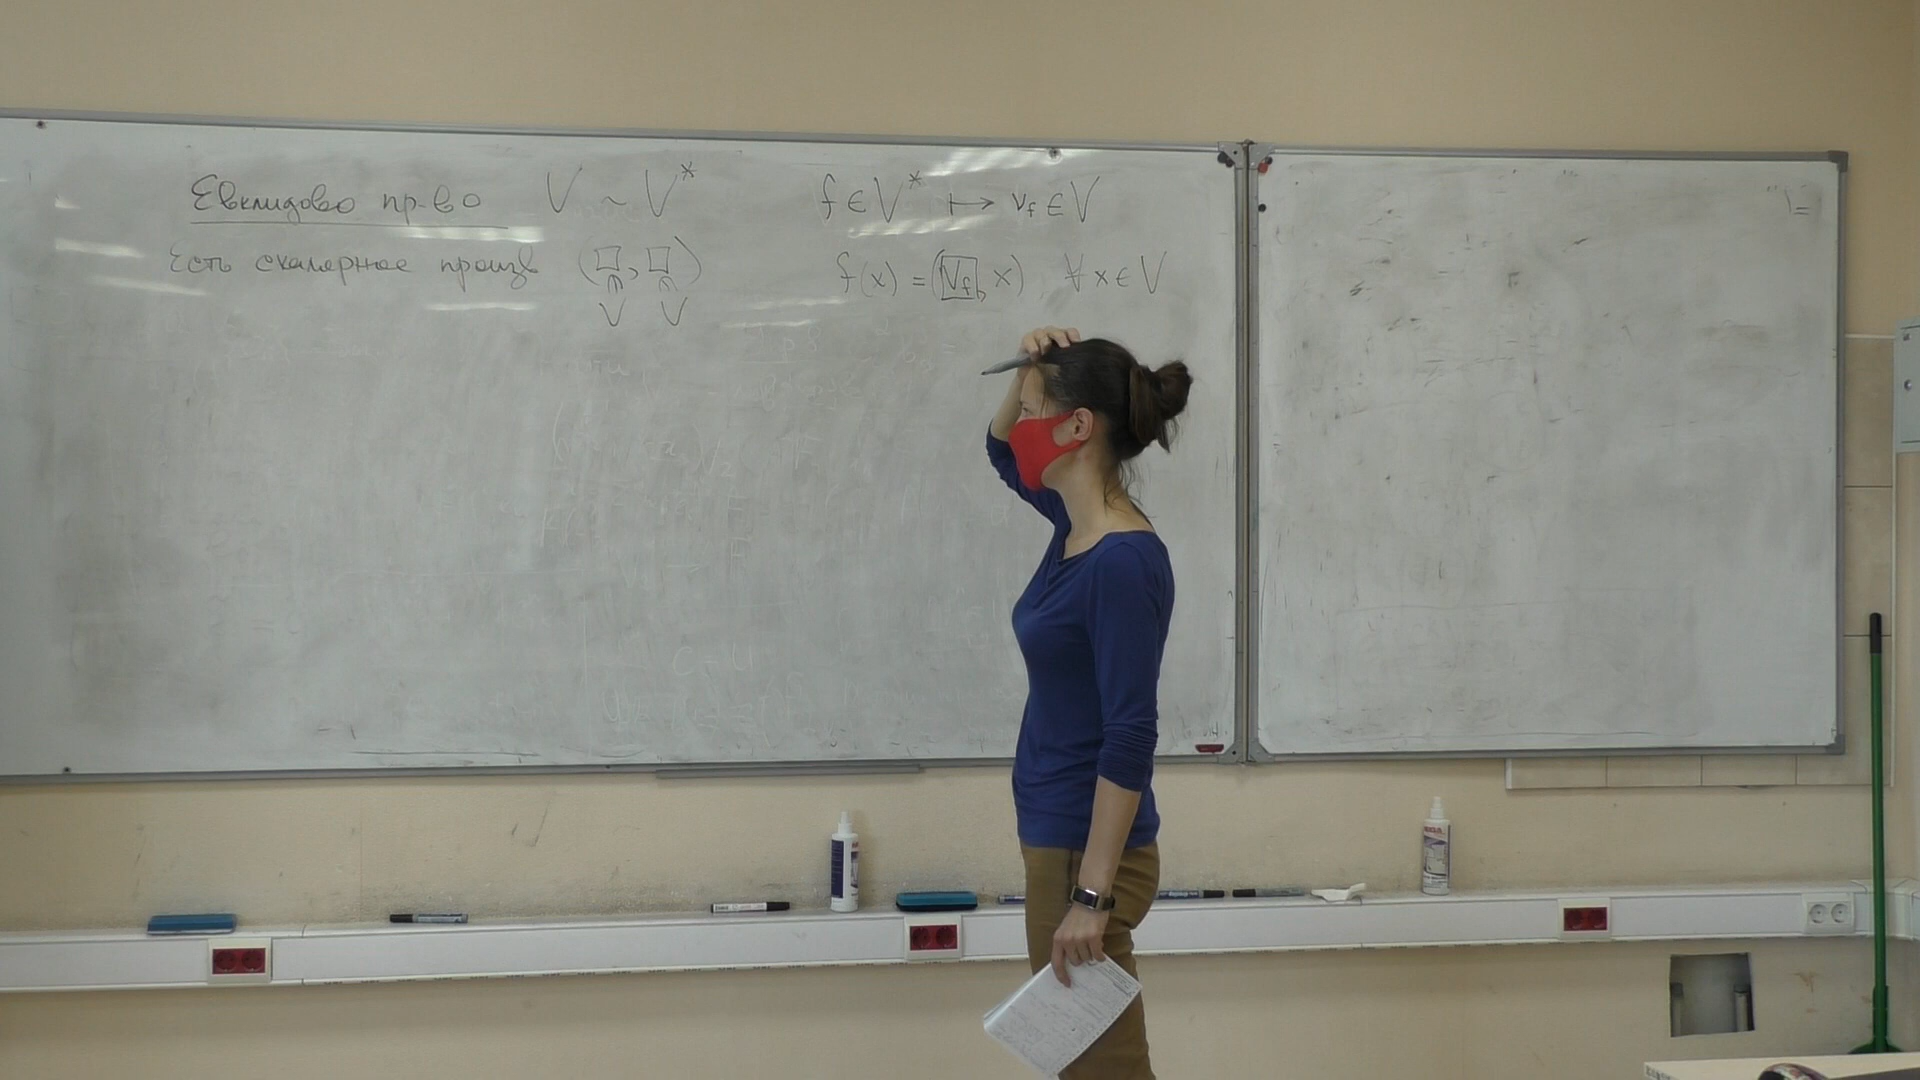 Евклидово пр-во V ~ V* f ∈ V* ↦ v_f ∈ V
Есть скалярное произв (□, □) f(x) = (v_f, x) ∀ x ∈ V
V V